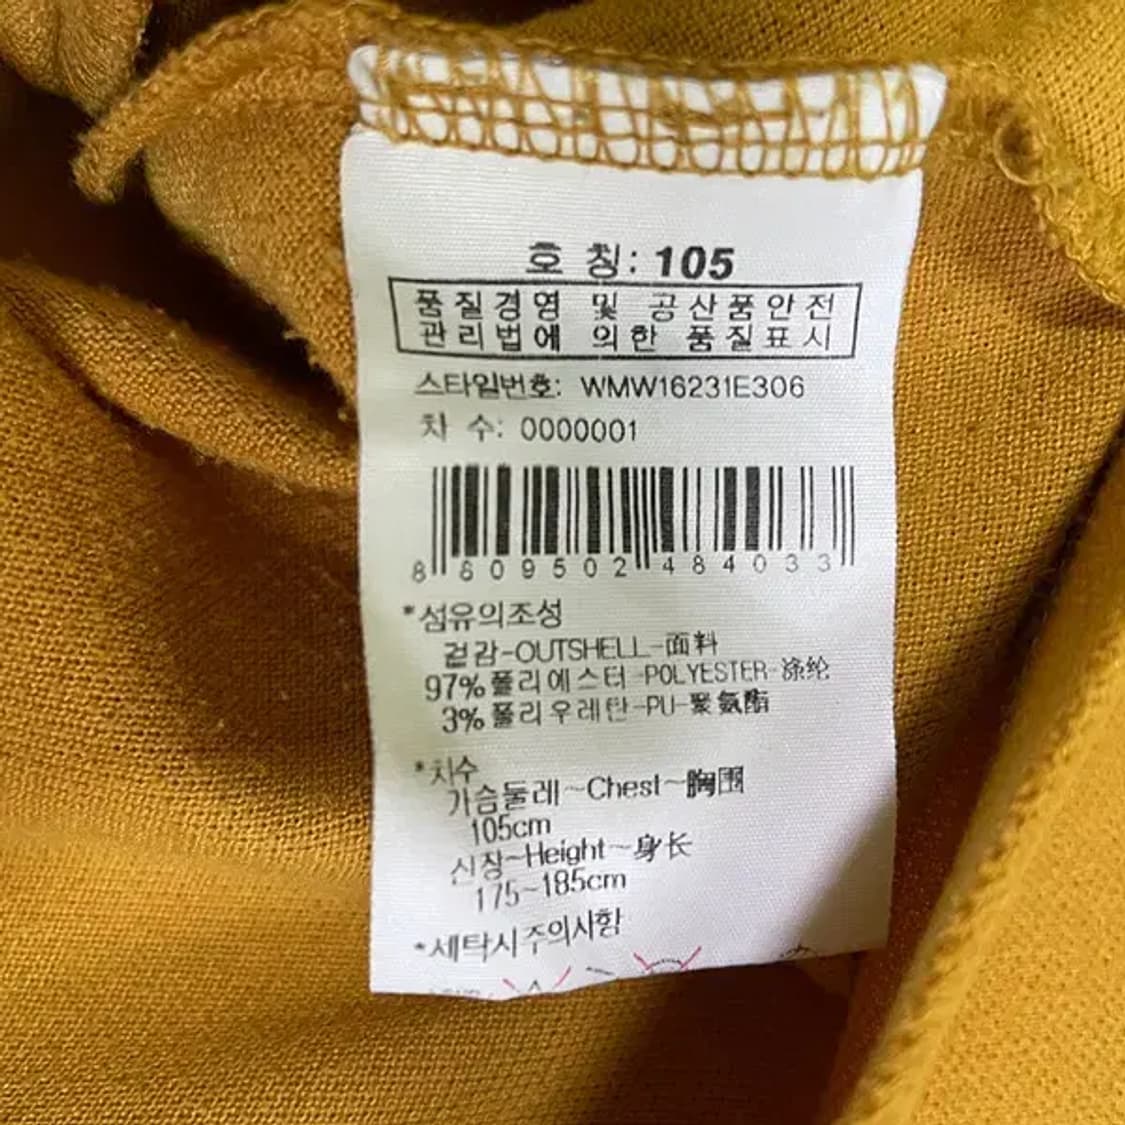 호 칭: 105
품질경영 및 공산품안전
관리법에 의한 품질표시
스타일번호: WMW16231E306
차 수: 0000001
8 809502 484033
*섬유의조성
겉감-OUTSHELL-面料
97% 폴리에스터-POLYESTER-涤纶
3% 폴리우레탄-PU-聚氨酯
*치수
가슴둘레~Chest~胸围
105cm
신장~Height~身长
175~185cm
*세탁시주의사항